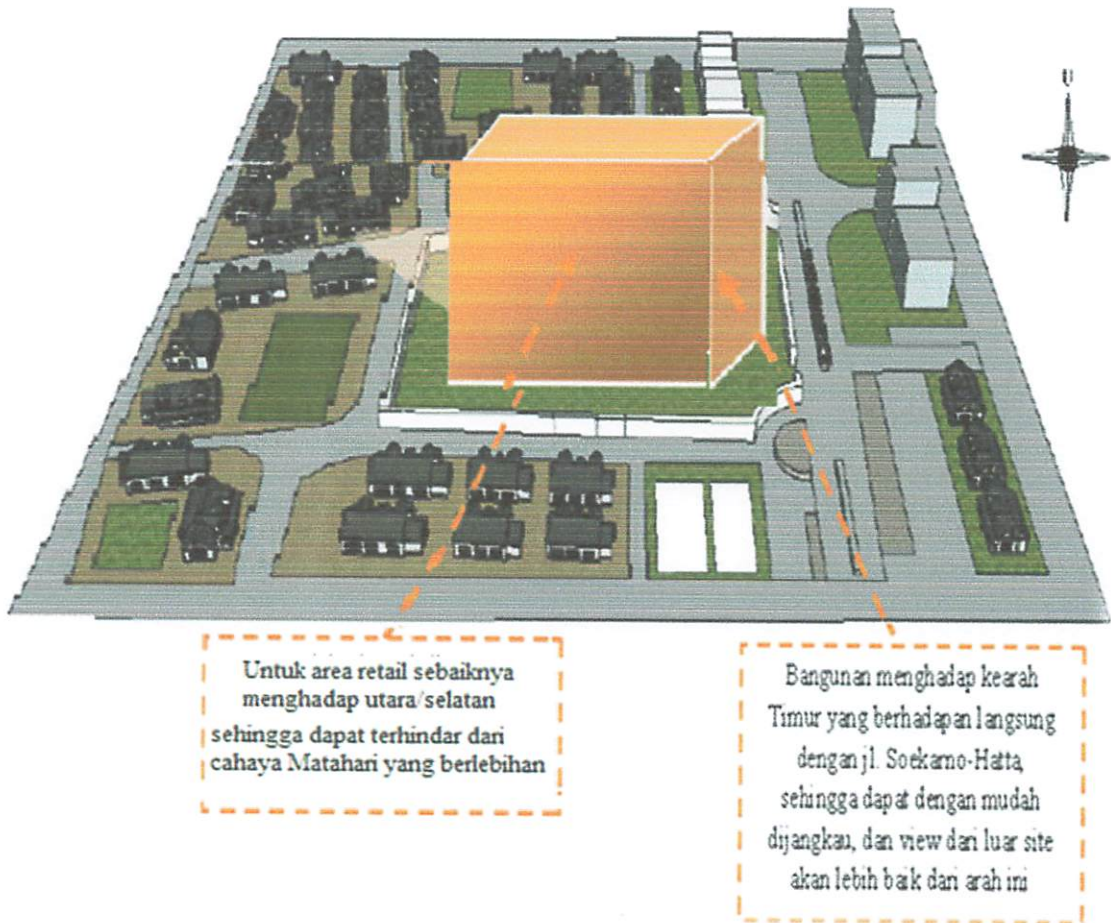 U
Untuk area retail sebaiknya
menghadap utara/selatan
sehingga dapat terhindar dari
cahaya Matahari yang berlebihan
Bangunan menghadap kearah
Timur yang berhadapan langsung
dengan jl. Soekarno-Hatta,
sehingga dapat dengan mudah
dijangkau, dan view dari luar site
akan lebih baik dari arah ini